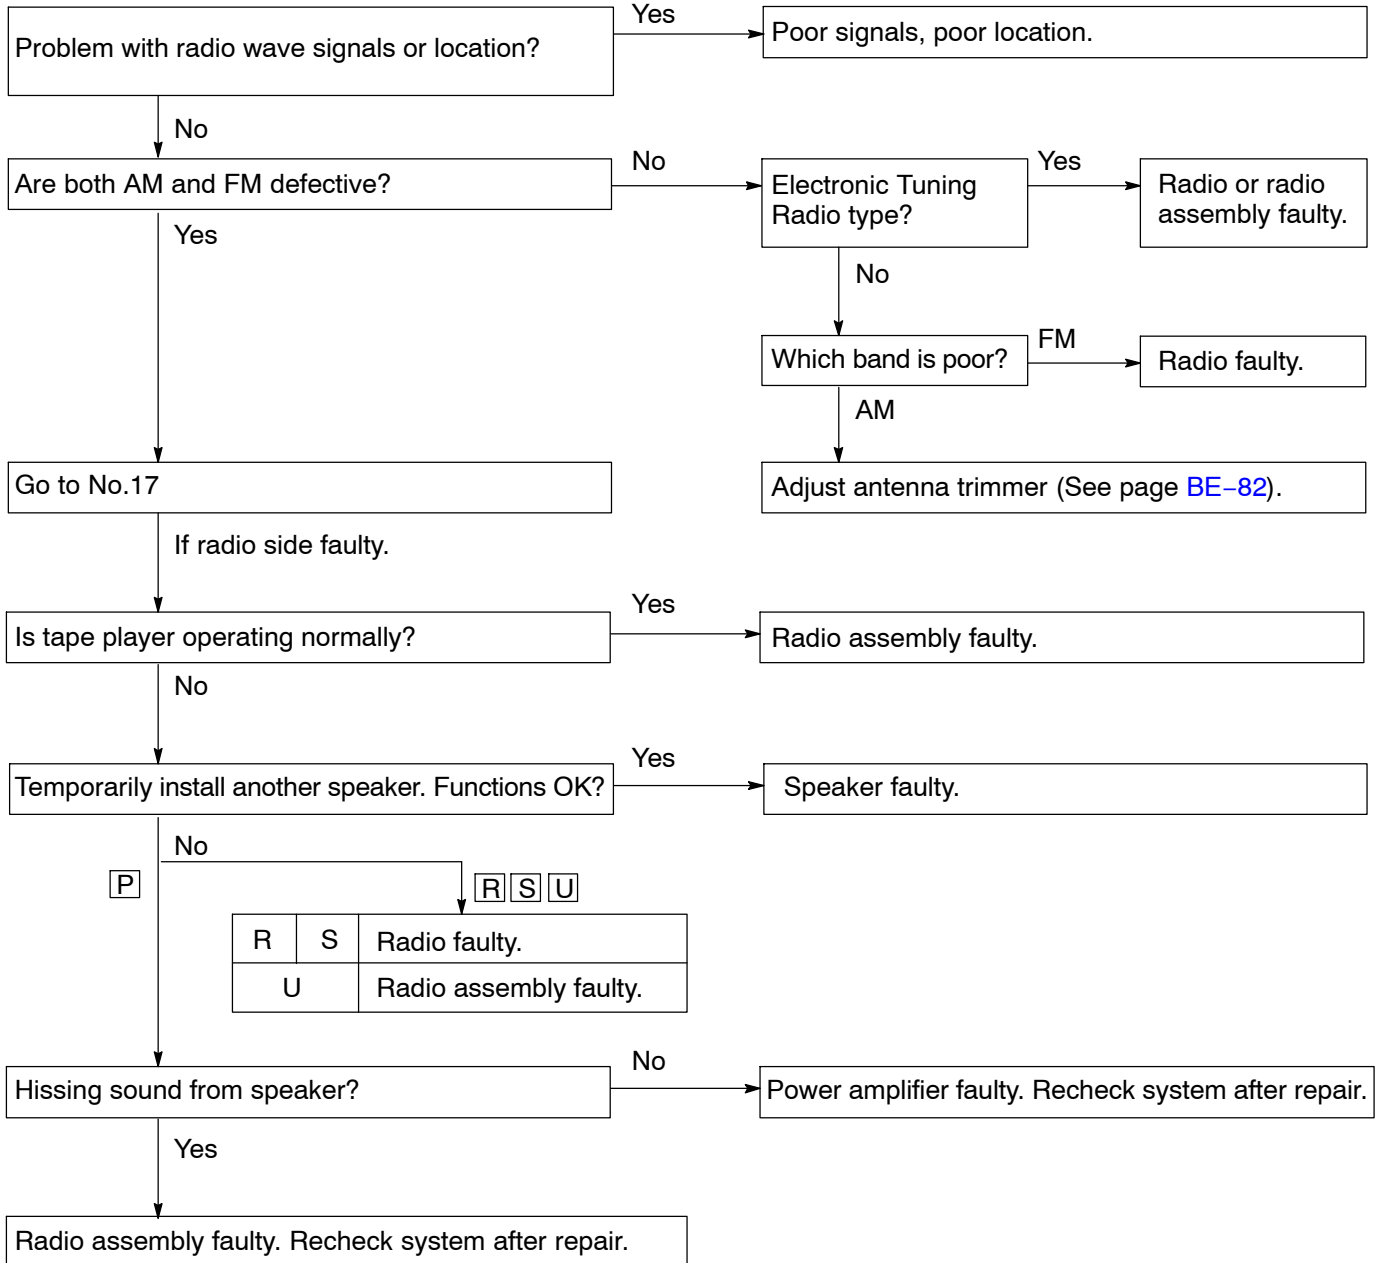 Problem with radio wave signals or location?
Yes
Poor signals, poor location.
No
Are both AM and FM defective?
No
Electronic Tuning
Radio type?
Yes
Radio or radio
assembly faulty.
Yes
No
Which band is poor?
FM
Radio faulty.
AM
Go to No.17
Adjust antenna trimmer (See page BE−82).
If radio side faulty.
Is tape player operating normally?
Yes
Radio assembly faulty.
No
Temporarily install another speaker. Functions OK?
Yes
Speaker faulty.
No
P
R S U
R S Radio faulty.
U Radio assembly faulty.
Hissing sound from speaker?
No
Power amplifier faulty. Recheck system after repair.
Yes
Radio assembly faulty. Recheck system after repair.